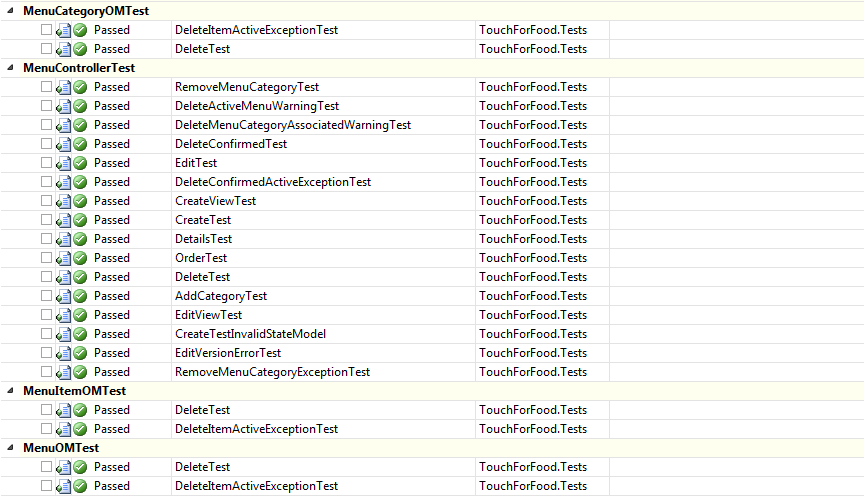 MenuCategoryOMTest
Passed DeleteItemActiveExceptionTest TouchForFood.Tests
Passed DeleteTest TouchForFood.Tests
MenuControllerTest
Passed RemoveMenuCategoryTest TouchForFood.Tests
Passed DeleteActiveMenuWarningTest TouchForFood.Tests
Passed DeleteMenuCategoryAssociatedWarningTest TouchForFood.Tests
Passed DeleteConfirmedTest TouchForFood.Tests
Passed EditTest TouchForFood.Tests
Passed DeleteConfirmedActiveExceptionTest TouchForFood.Tests
Passed CreateViewTest TouchForFood.Tests
Passed CreateTest TouchForFood.Tests
Passed DetailsTest TouchForFood.Tests
Passed OrderTest TouchForFood.Tests
Passed DeleteTest TouchForFood.Tests
Passed AddCategoryTest TouchForFood.Tests
Passed EditViewTest TouchForFood.Tests
Passed CreateTestInvalidStateModel TouchForFood.Tests
Passed EditVersionErrorTest TouchForFood.Tests
Passed RemoveMenuCategoryExceptionTest TouchForFood.Tests
MenuItemOMTest
Passed DeleteTest TouchForFood.Tests
Passed DeleteItemActiveExceptionTest TouchForFood.Tests
MenuOMTest
Passed DeleteTest TouchForFood.Tests
Passed DeleteItemActiveExceptionTest TouchForFood.Tests